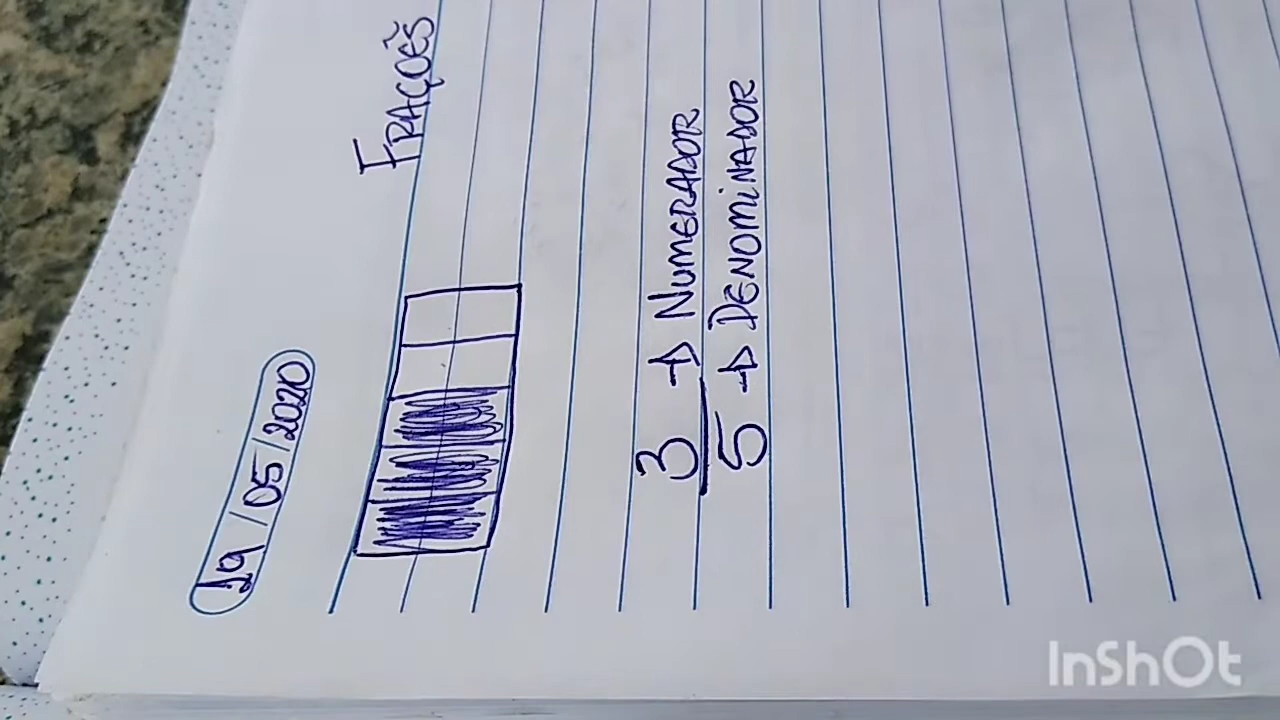 19/05/2020
FRAÇÕES
3 → NUMERADOR
5 → DENOMINADOR
InShOt